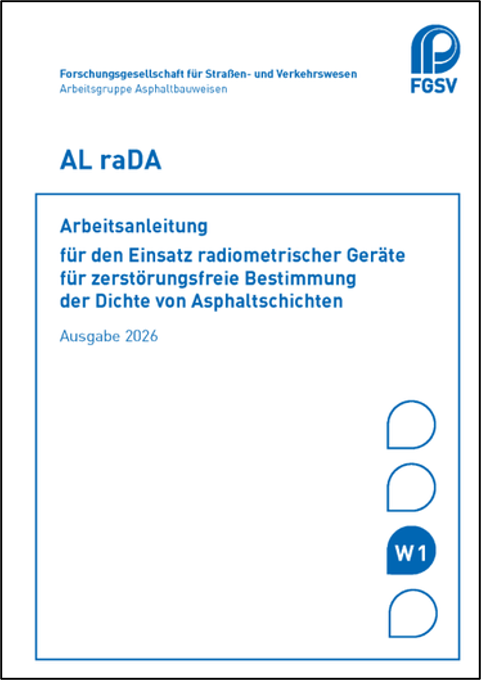 FGSV
Forschungsgesellschaft für Straßen- und Verkehrswesen
Arbeitsgruppe Asphaltbauweisen
AL raDA
Arbeitsanleitung
für den Einsatz radiometrischer Geräte
für zerstörungsfreie Bestimmung
der Dichte von Asphaltschichten
Ausgabe 2026
W 1